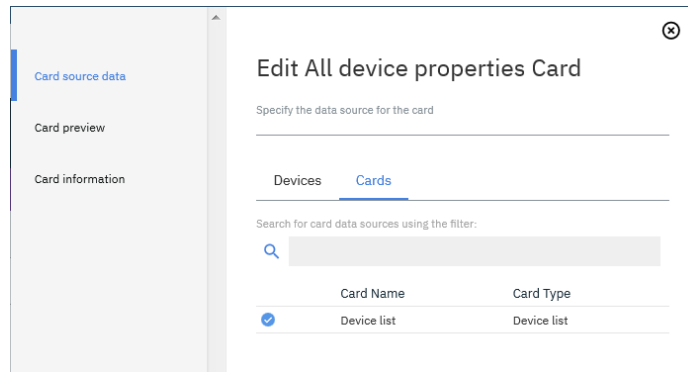 Card source data
Card preview
Card information
Edit All device properties Card
Specify the data source for the card
Devices Cards
Search for card data sources using the filter:
Card Name Card Type
Device list Device list